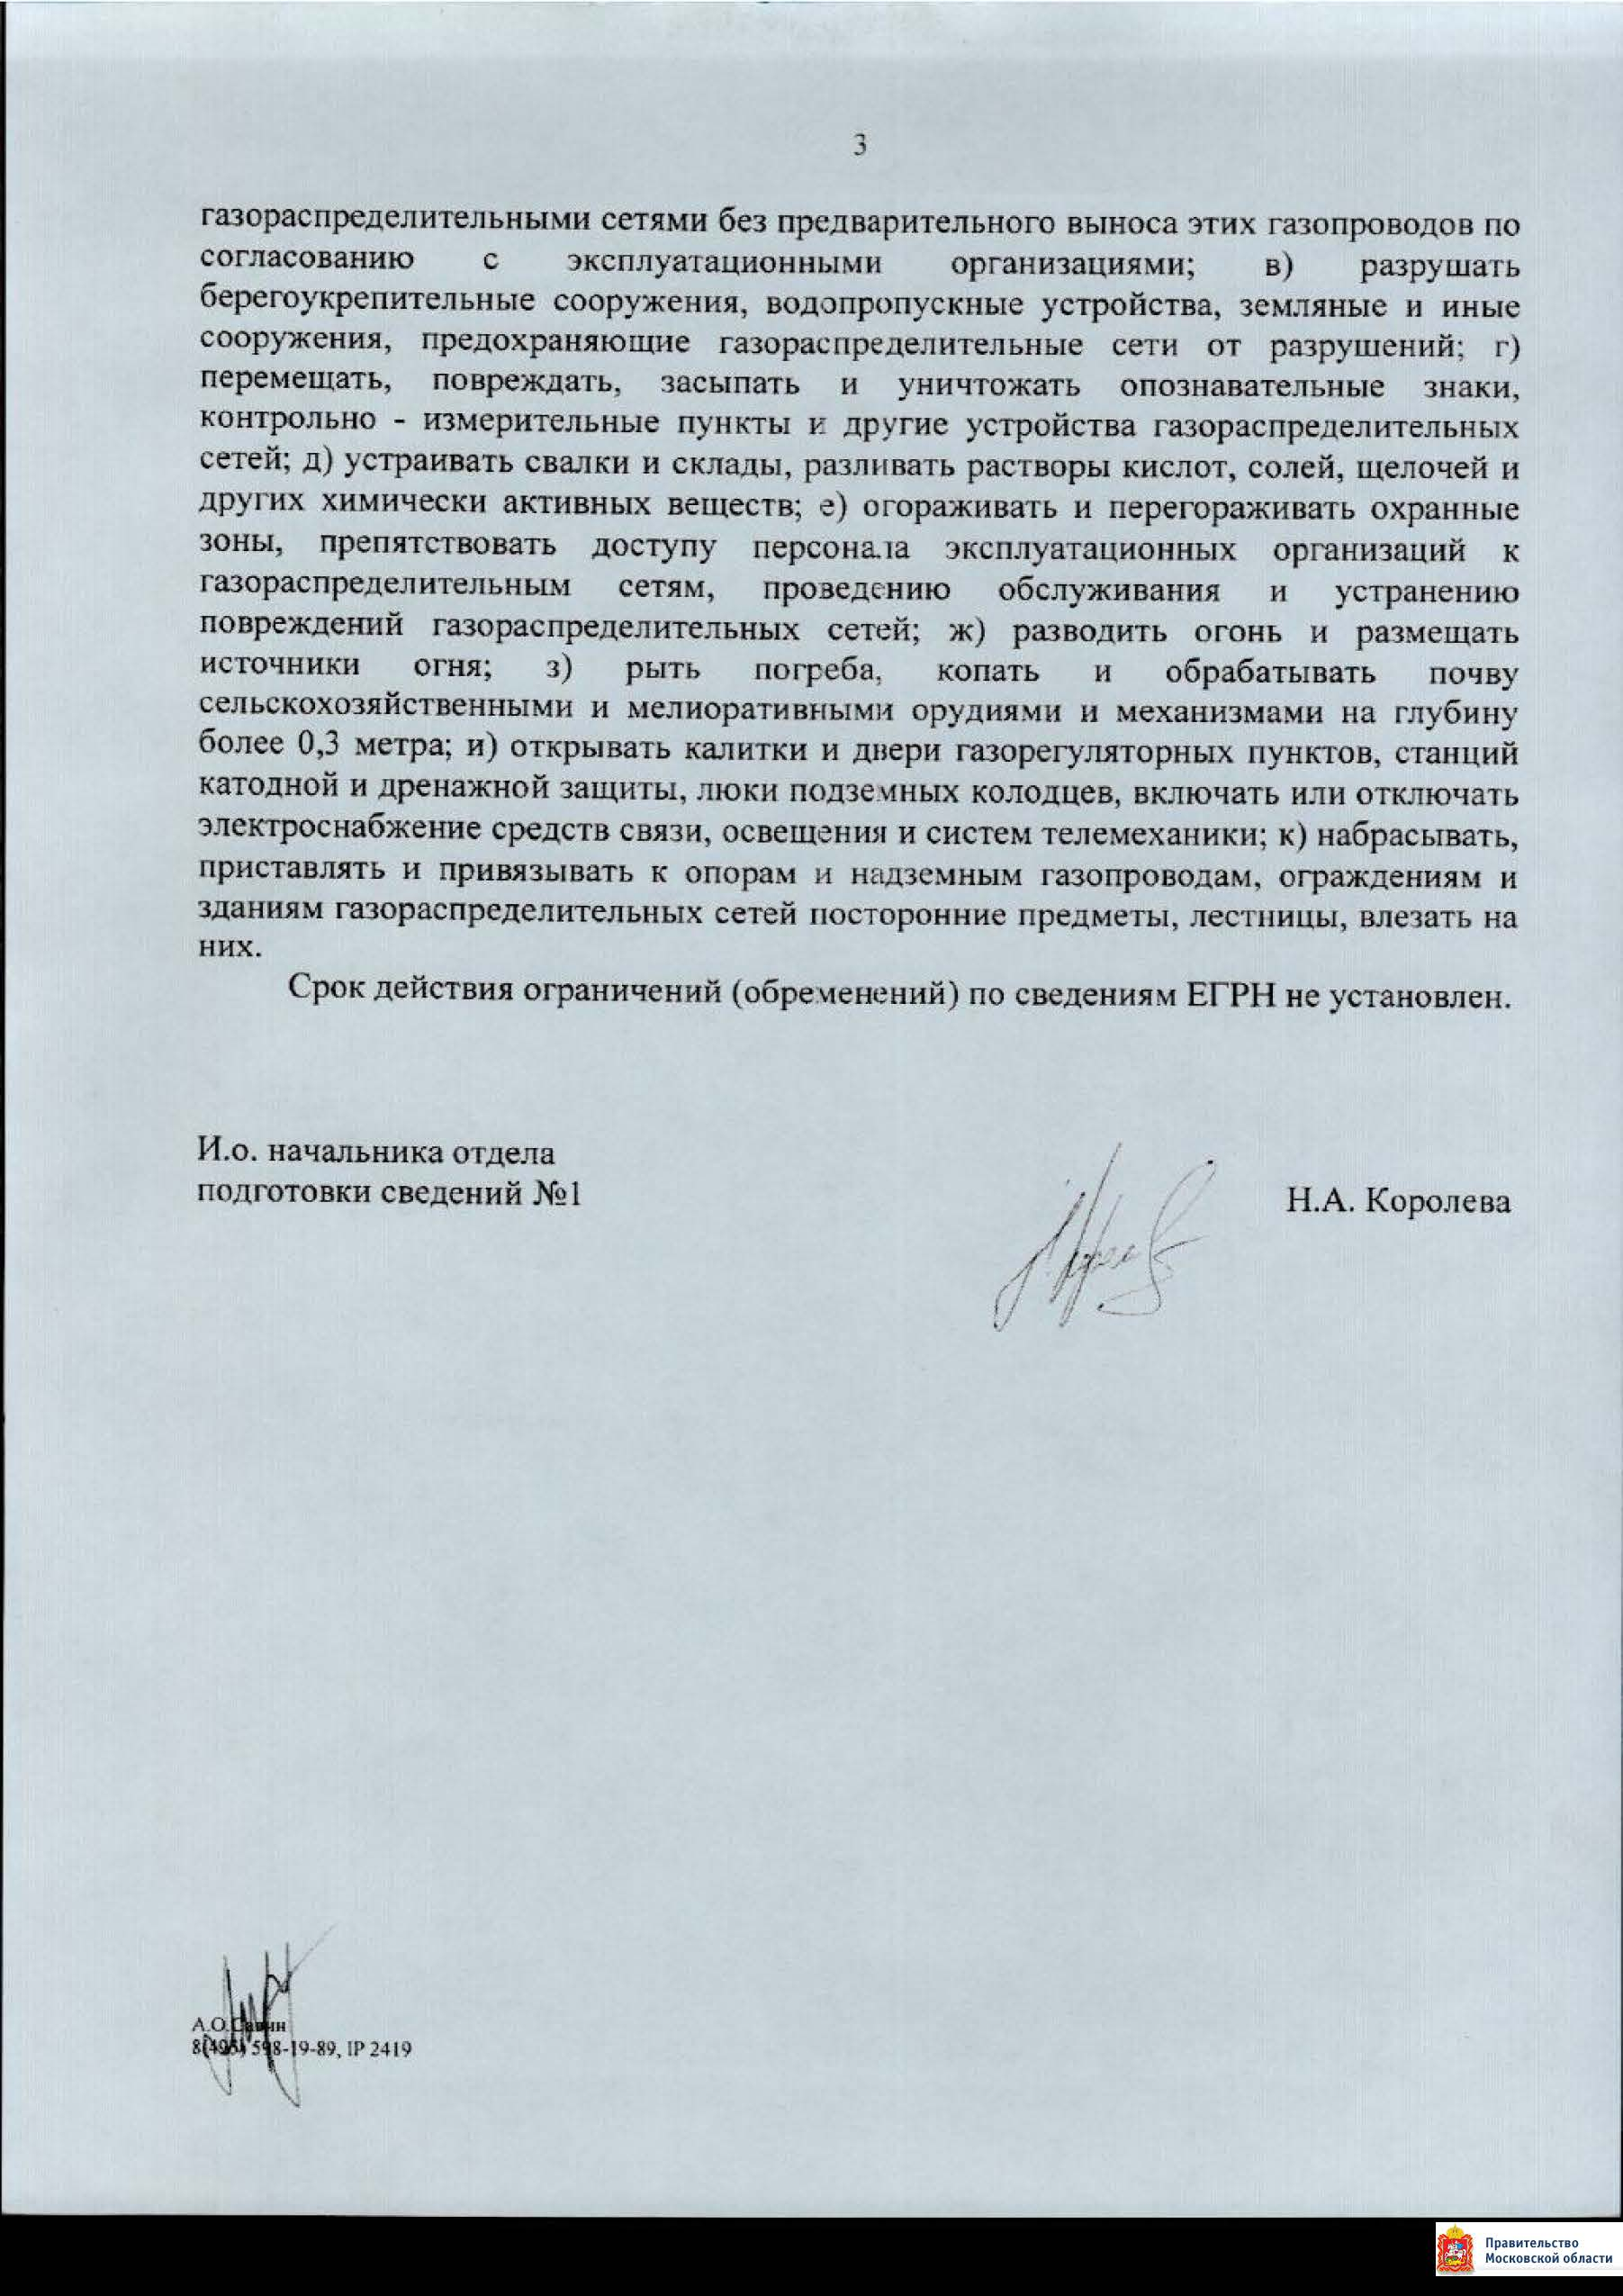 3
газораспределительными сетями без предварительного выноса этих газопроводов по
согласованию с эксплуатационными организациями; в) разрушать
берегоукрепительные сооружения, водопропускные устройства, земляные и иные
сооружения, предохраняющие газораспределительные сети от разрушений; г)
перемещать, повреждать, засыпать и уничтожать опознавательные знаки,
контрольно - измерительные пункты и другие устройства газораспределительных
сетей; д) устраивать свалки и склады, разливать растворы кислот, солей, щелочей и
других химически активных веществ; е) огораживать и перегораживать охранные
зоны, препятствовать доступу персонала эксплуатационных организаций к
газораспределительным сетям, проведению обслуживания и устранению
повреждений газораспределительных сетей; ж) разводить огонь и размещать
источники огня; з) рыть погреба, копать и обрабатывать почву
сельскохозяйственными и мелиоративными орудиями и механизмами на глубину
более 0,3 метра; и) открывать калитки и двери газорегуляторных пунктов, станций
катодной и дренажной защиты, люки подземных колодцев, включать или отключать
электроснабжение средств связи, освещения и систем телемеханики; к) набрасывать,
приставлять и привязывать к опорам и надземным газопроводам, ограждениям и
зданиям газораспределительных сетей посторонние предметы, лестницы, влезать на
них.
Срок действия ограничений (обременений) по сведениям ЕГРН не установлен.
И.о. начальника отдела
подготовки сведений №1
Н.А. Королева
А.О.Савин
8(495) 598-19-89, IP 2419
Правительство
Московской области